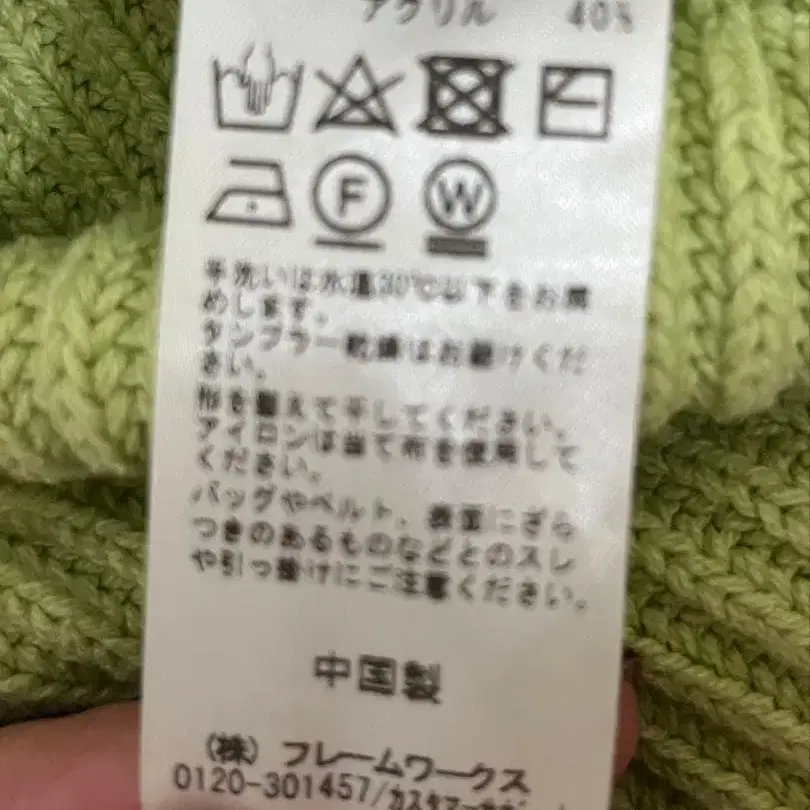 アクリル 40%
F W
手洗いは水温30℃以下をお薦
めします。
タンブラー乾燥はお避けくだ
さい。
形を整えて干してください。
アイロンは当て布を使用して
ください。
バッグやベルト、表面にざら
つきのあるものなどとのスレ
や引っ掛けにご注意ください。
中国製
(株) フレームワークス
0120-301457/カスタマー